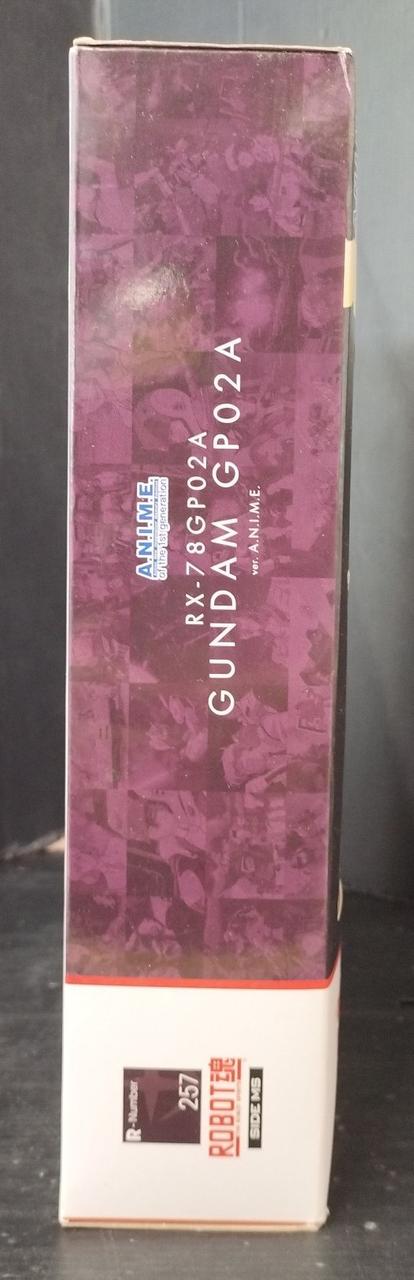 A.N.I.M.E.
of the 1st generation
RX-78GP02A
GUNDAM GP02A
ver. A.N.I.M.E.
R-Number
257
ROBOT魂
SIDE MS